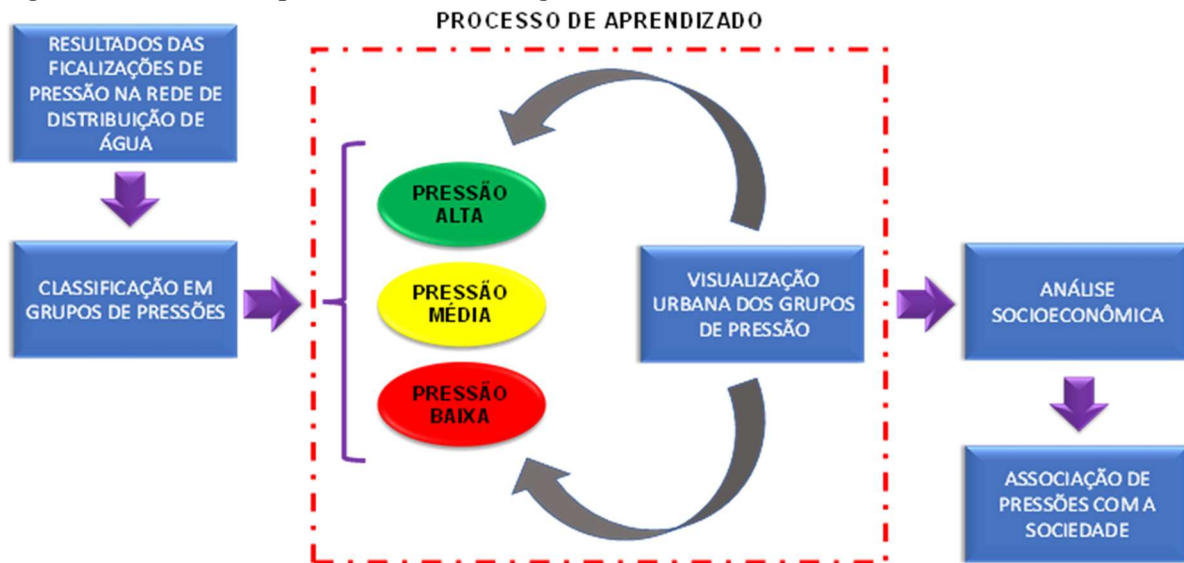 PROCESSO DE APRENDIZADO
RESULTADOS DAS
FICALIZAÇÕES DE
PRESSÃO NA REDE DE
DISTRIBUIÇÃO DE
ÁGUA
CLASSIFICAÇÃO EM
GRUPOS DE PRESSÕES
PRESSÃO
ALTA
PRESSÃO
MÉDIA
PRESSÃO
BAIXA
VISUALIZAÇÃO
URBANA DOS GRUPOS
DE PRESSÃO
ANÁLISE
SOCIOECONÔMICA
ASSOCIAÇÃO DE
PRESSÕES COM A
SOCIEDADE